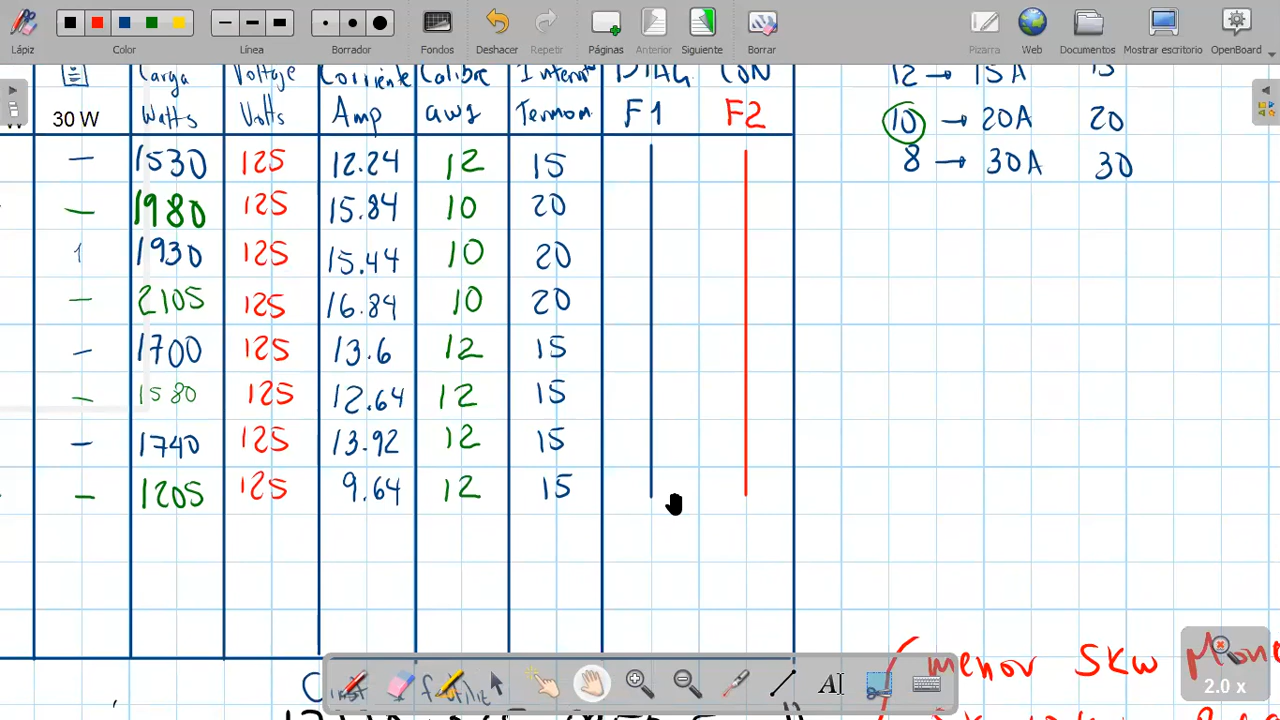 Lápiz Color Línea Borrador Fondos Deshacer Repetir Páginas Anterior Siguiente Borrar Pizarra Web Documentos Mostrar escritorio OpenBoard
Carga Voltaje Corriente Calibre
30 W Watts Volts Amp awg Termom F1 F2
12 → 15A 15
10 → 20A 20
8 → 30A 30
- 1530 125 12.24 12 15
- 1980 125 15.84 10 20
1 1930 125 15.44 10 20
- 2105 125 16.84 10 20
- 1700 125 13.6 12 15
- 1580 125 12.64 12 15
- 1740 125 13.92 12 15
- 1205 125 9.64 12 15
menor 5kw
2.0 x